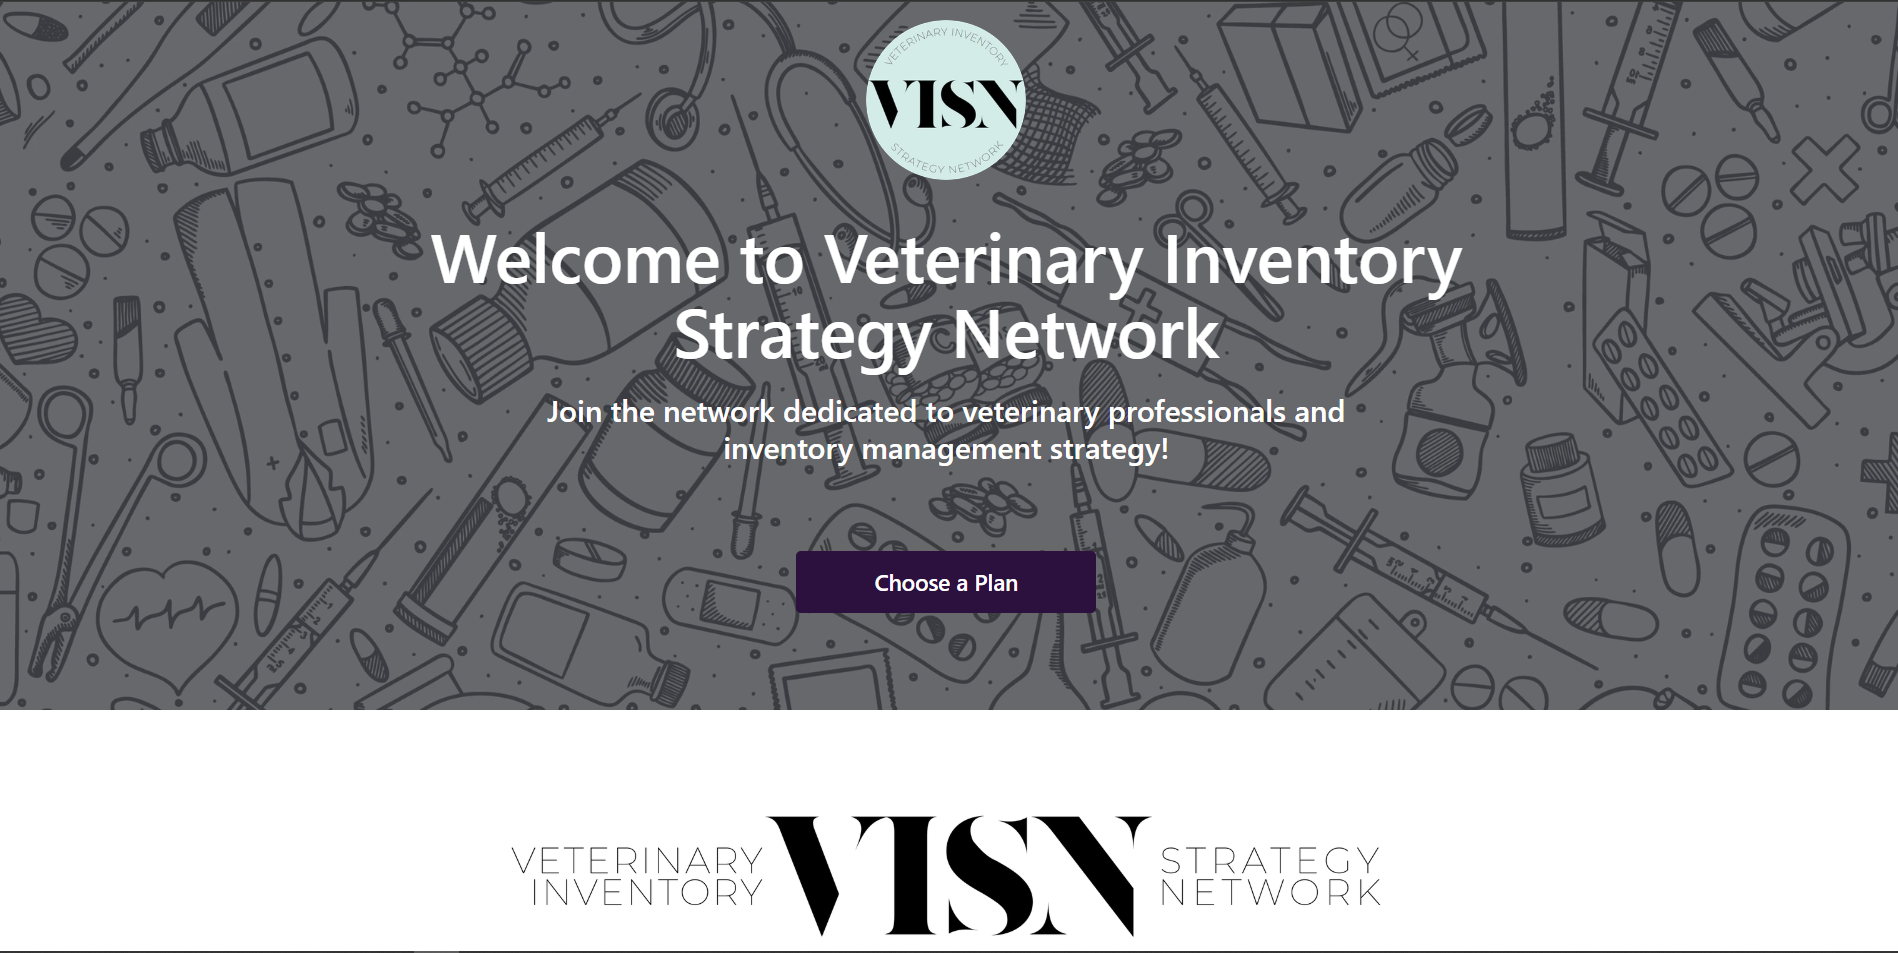 VETERINARY INVENTORY
VISN
STRATEGY NETWORK
Welcome to Veterinary Inventory
Strategy Network
Join the network dedicated to veterinary professionals and
inventory management strategy!
Choose a Plan
VETERINARY
INVENTORY
VISN
STRATEGY
NETWORK